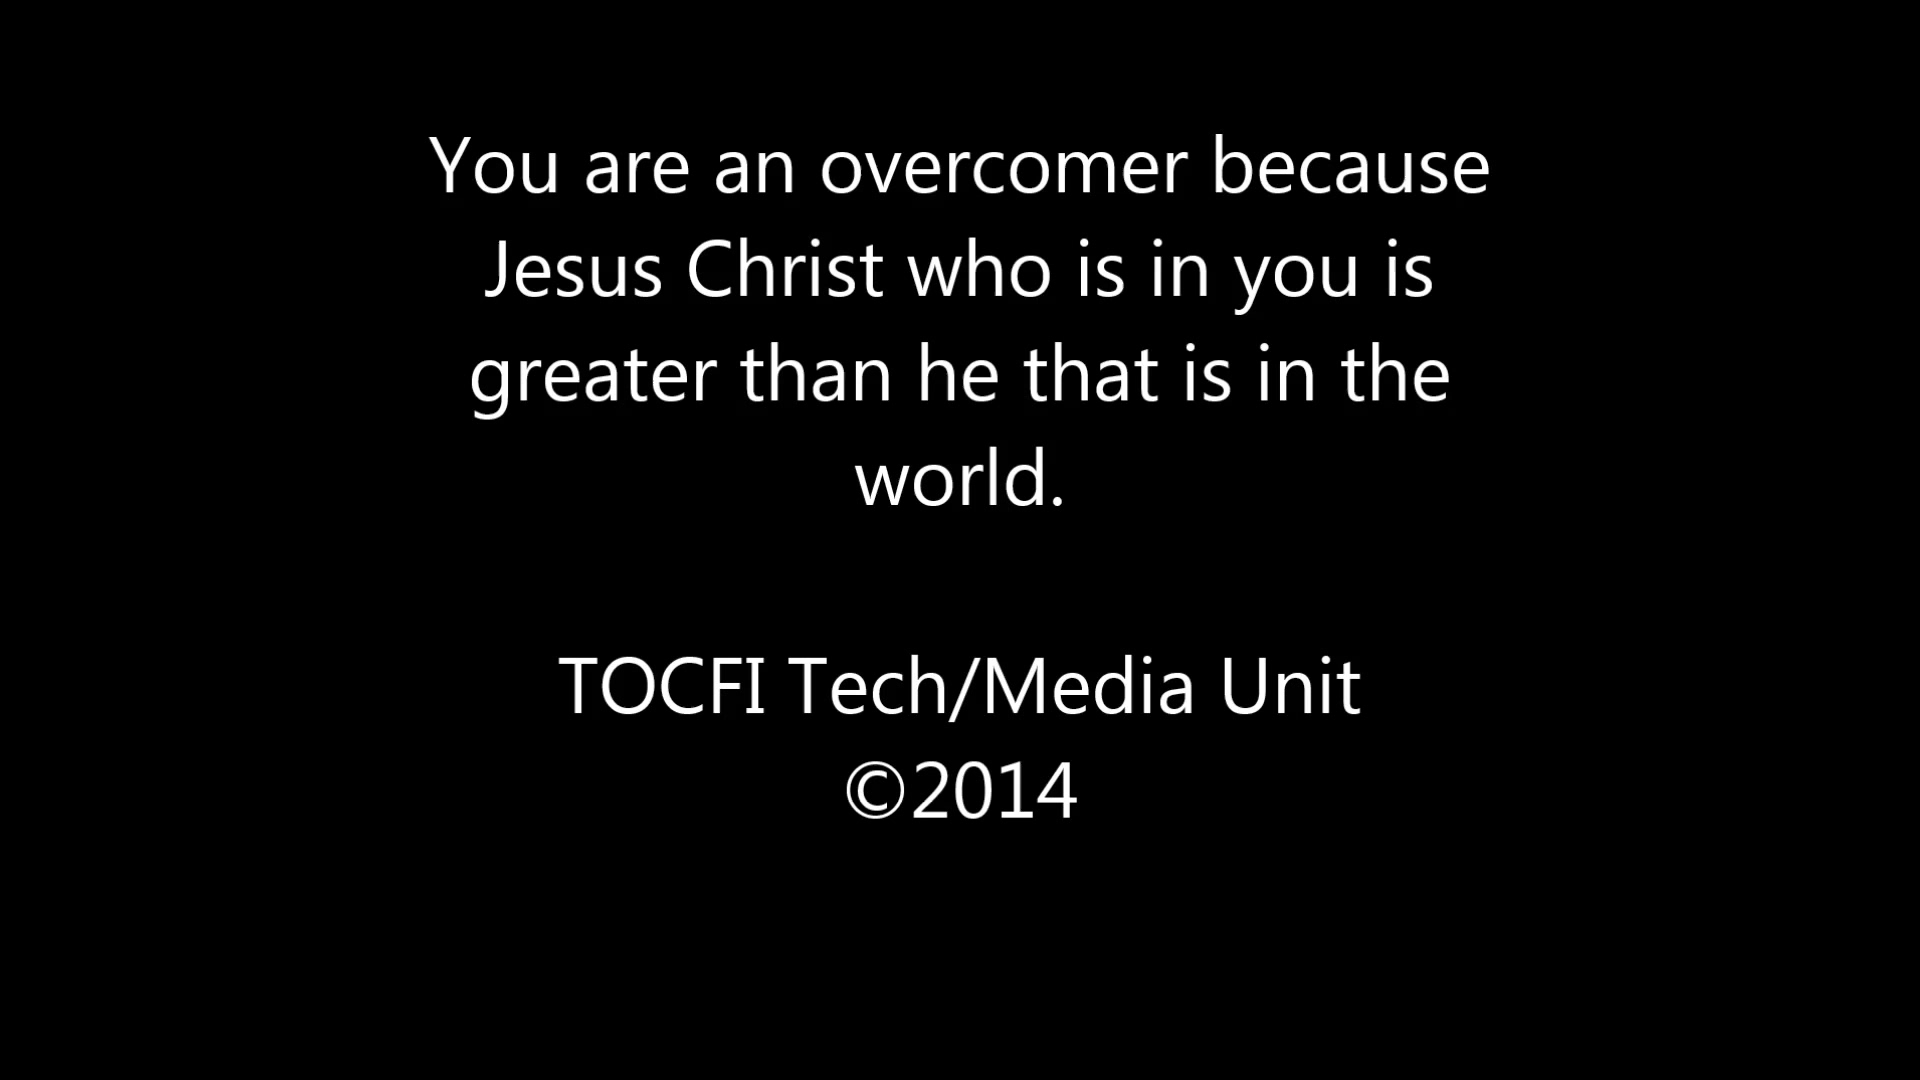 You are an overcomer because
Jesus Christ who is in you is
greater than he that is in the
world.
TOCFI Tech/Media Unit
©2014